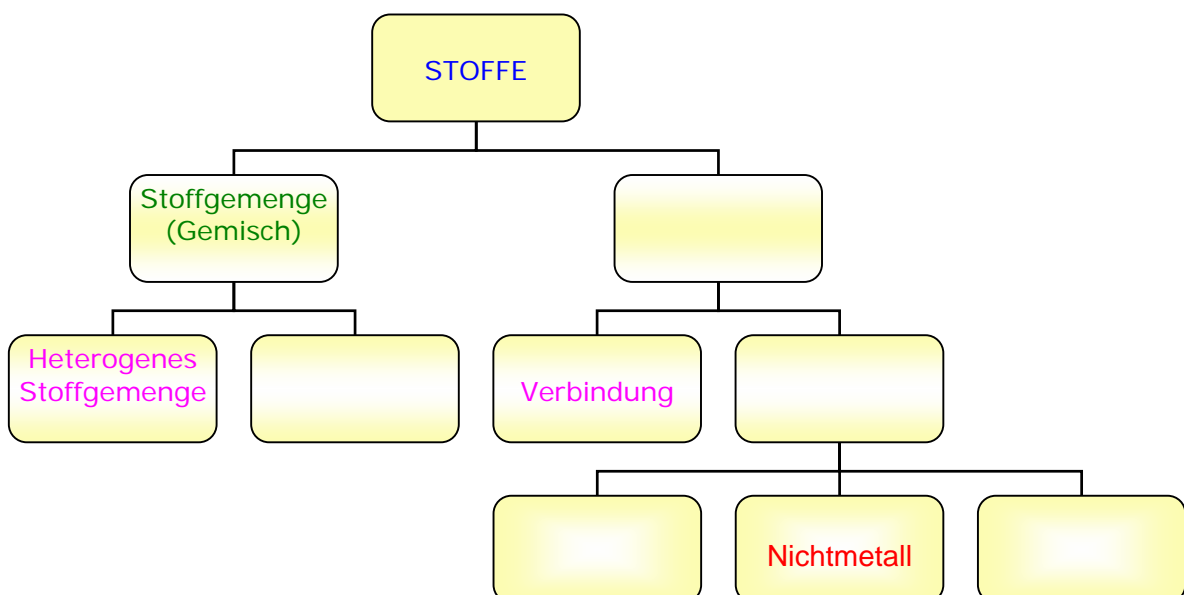 STOFFE
Stoffgemenge
(Gemisch)
Heterogenes
Stoffgemenge
Verbindung
Nichtmetall